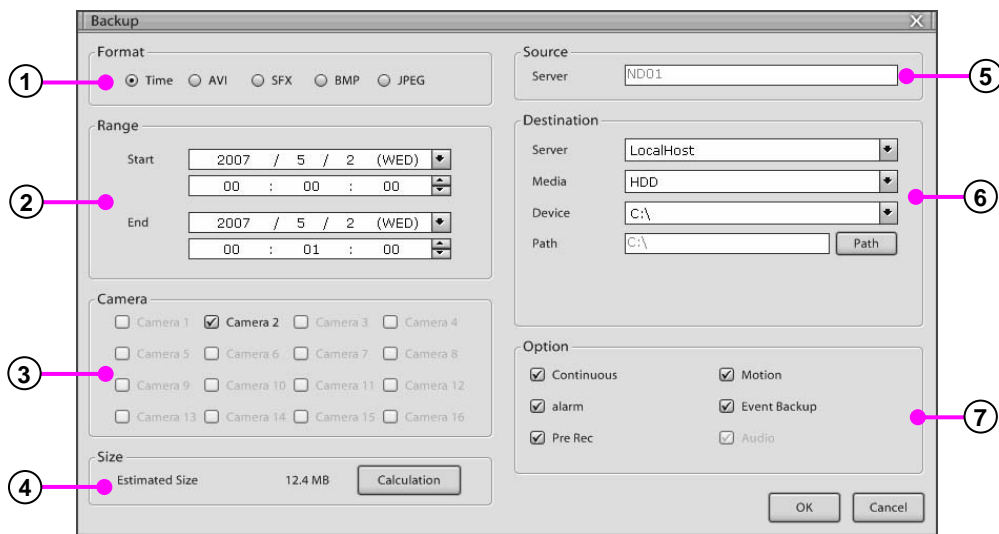 Backup
Format
1
Time AVI SFX BMP JPEG
Range
2
Start 2007 / 5 / 2 (WED)
00 : 00 : 00
End 2007 / 5 / 2 (WED)
00 : 01 : 00
Camera
3
Camera 1 Camera 2 Camera 3 Camera 4
Camera 5 Camera 6 Camera 7 Camera 8
Camera 9 Camera 10 Camera 11 Camera 12
Camera 13 Camera 14 Camera 15 Camera 16
Size
4
Estimated Size 12.4 MB Calculation
Source
Server ND01
5
Destination
Server LocalHost
Media HDD
6
Device C:\
Path C:\ Path
Option
Continuous Motion
alarm Event Backup
7
Pre Rec Audio
OK Cancel